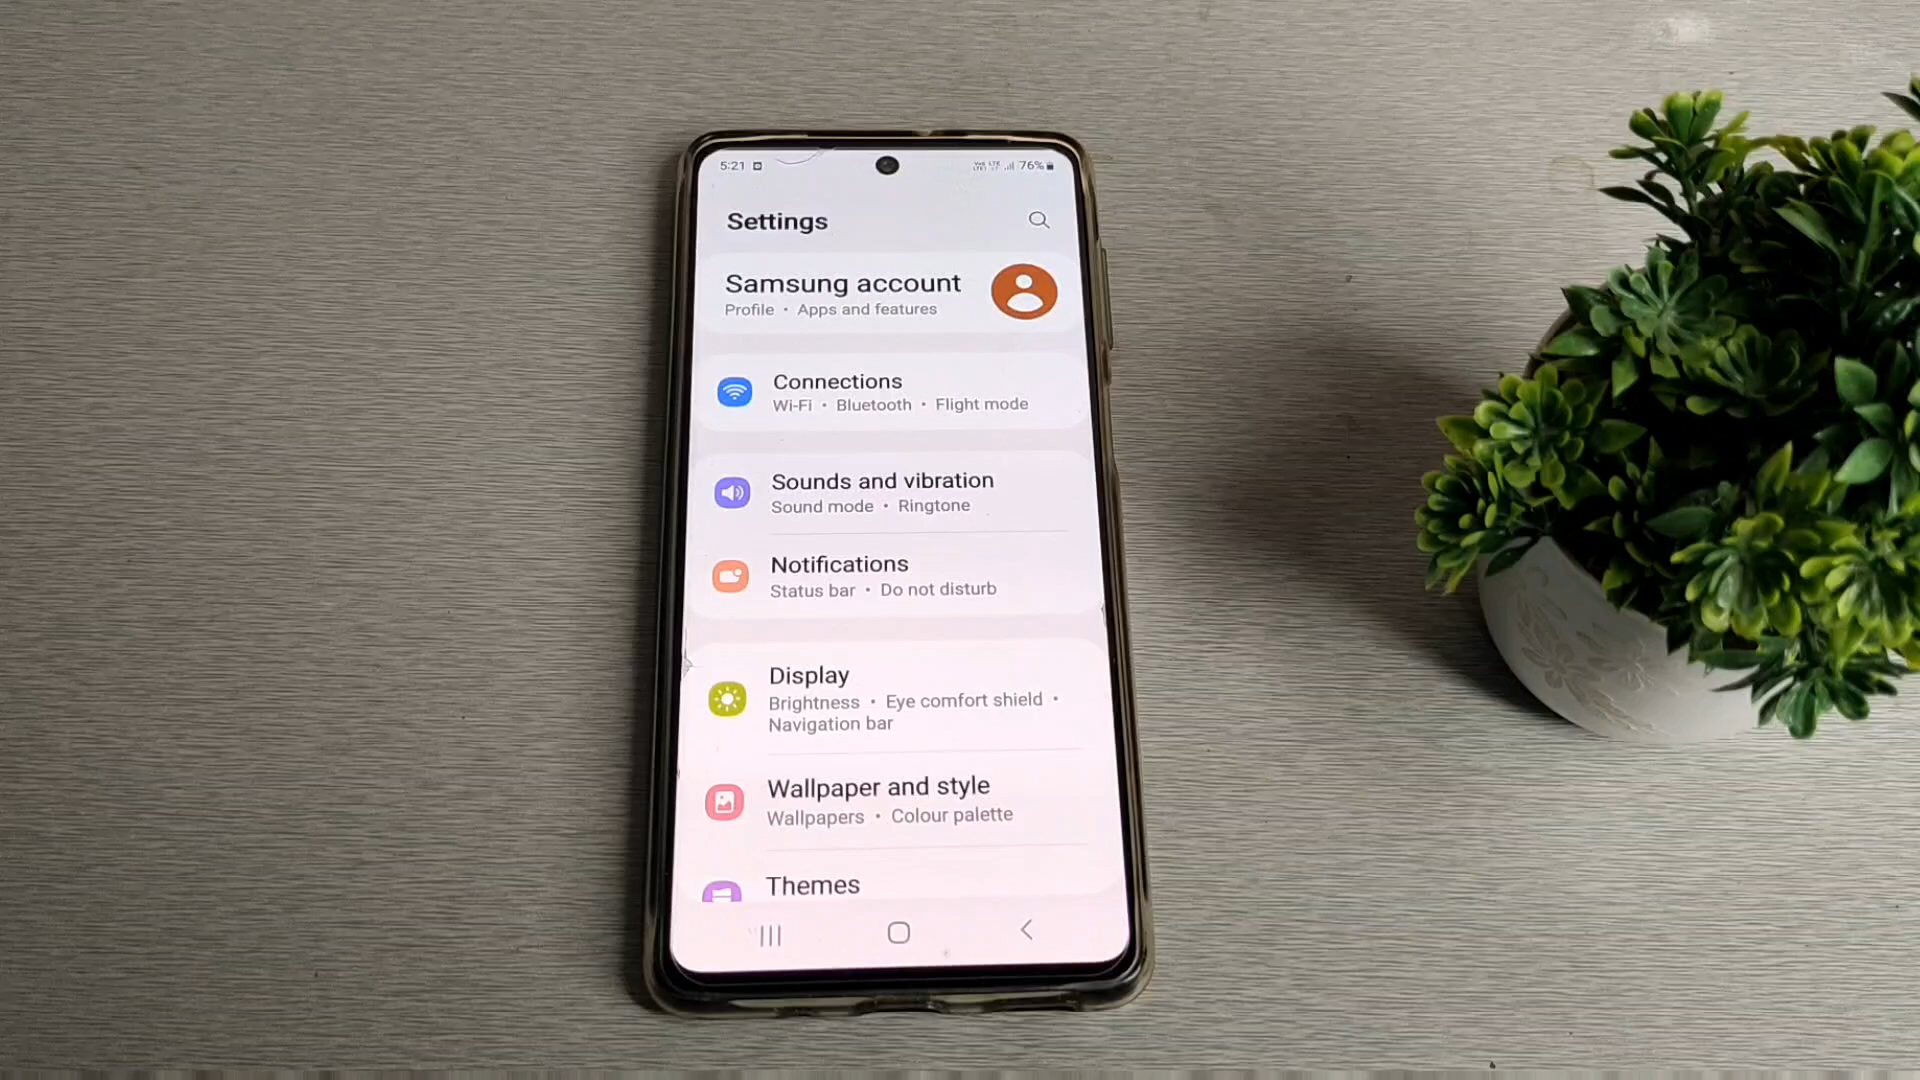 5:21
76%
Settings
Samsung account
Profile • Apps and features
Connections
Wi-Fi • Bluetooth • Flight mode
Sounds and vibration
Sound mode • Ringtone
Notifications
Status bar • Do not disturb
Display
Brightness • Eye comfort shield •
Navigation bar
Wallpaper and style
Wallpapers • Colour palette
Themes